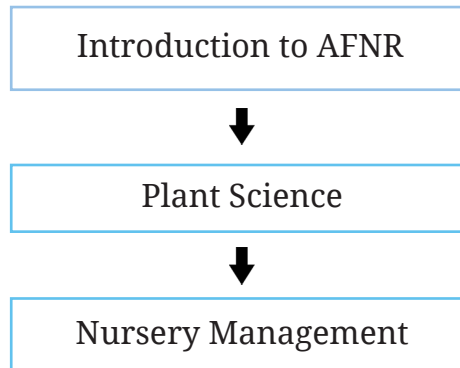 Introduction to AFNR
Plant Science
Nursery Management